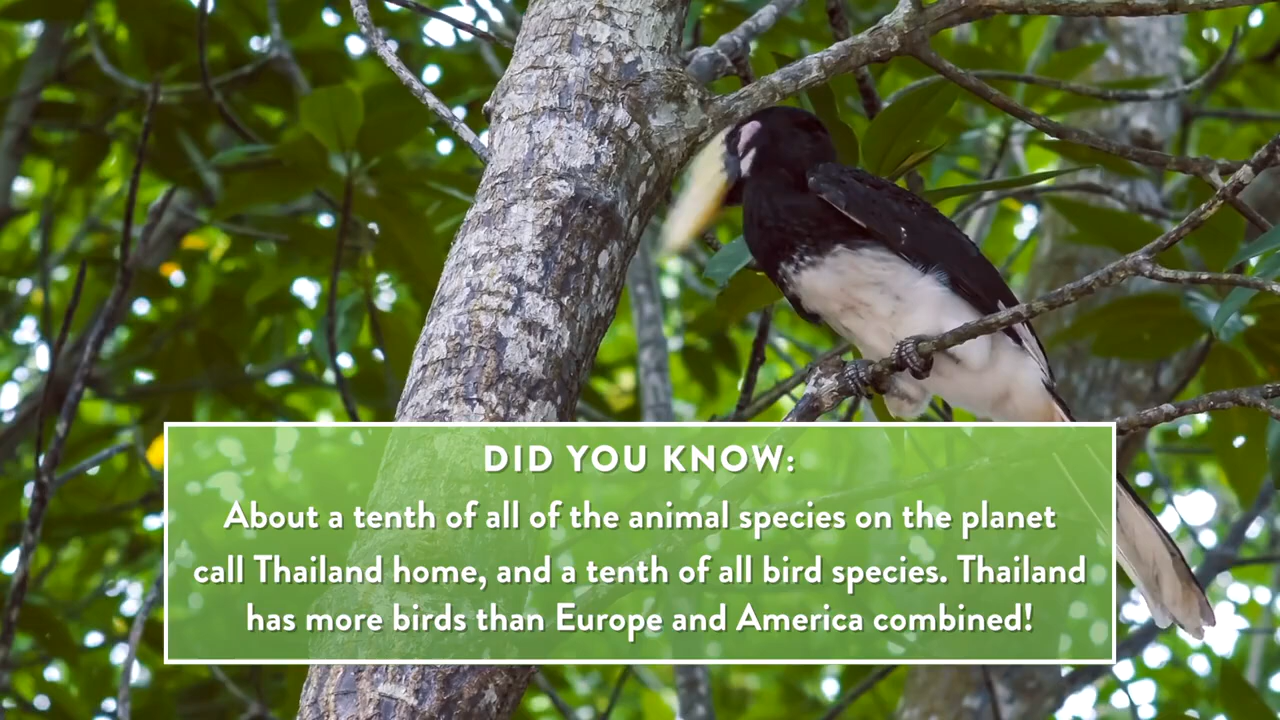 DID YOU KNOW:
About a tenth of all of the animal species on the planet
call Thailand home, and a tenth of all bird species. Thailand
has more birds than Europe and America combined!